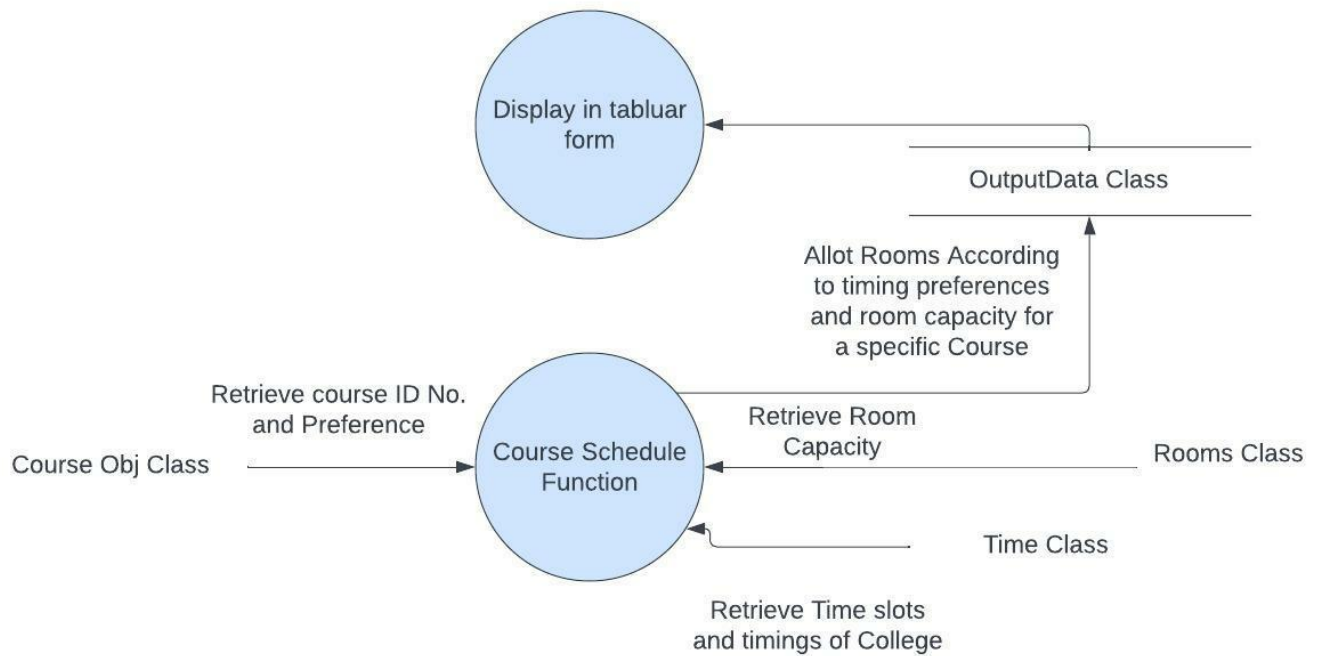 Display in tabluar
form
OutputData Class
Allot Rooms According
to timing preferences
and room capacity for
a specific Course
Retrieve course ID No.
and Preference
Course Obj Class
Course Schedule
Function
Retrieve Room
Capacity
Rooms Class
Time Class
Retrieve Time slots
and timings of College